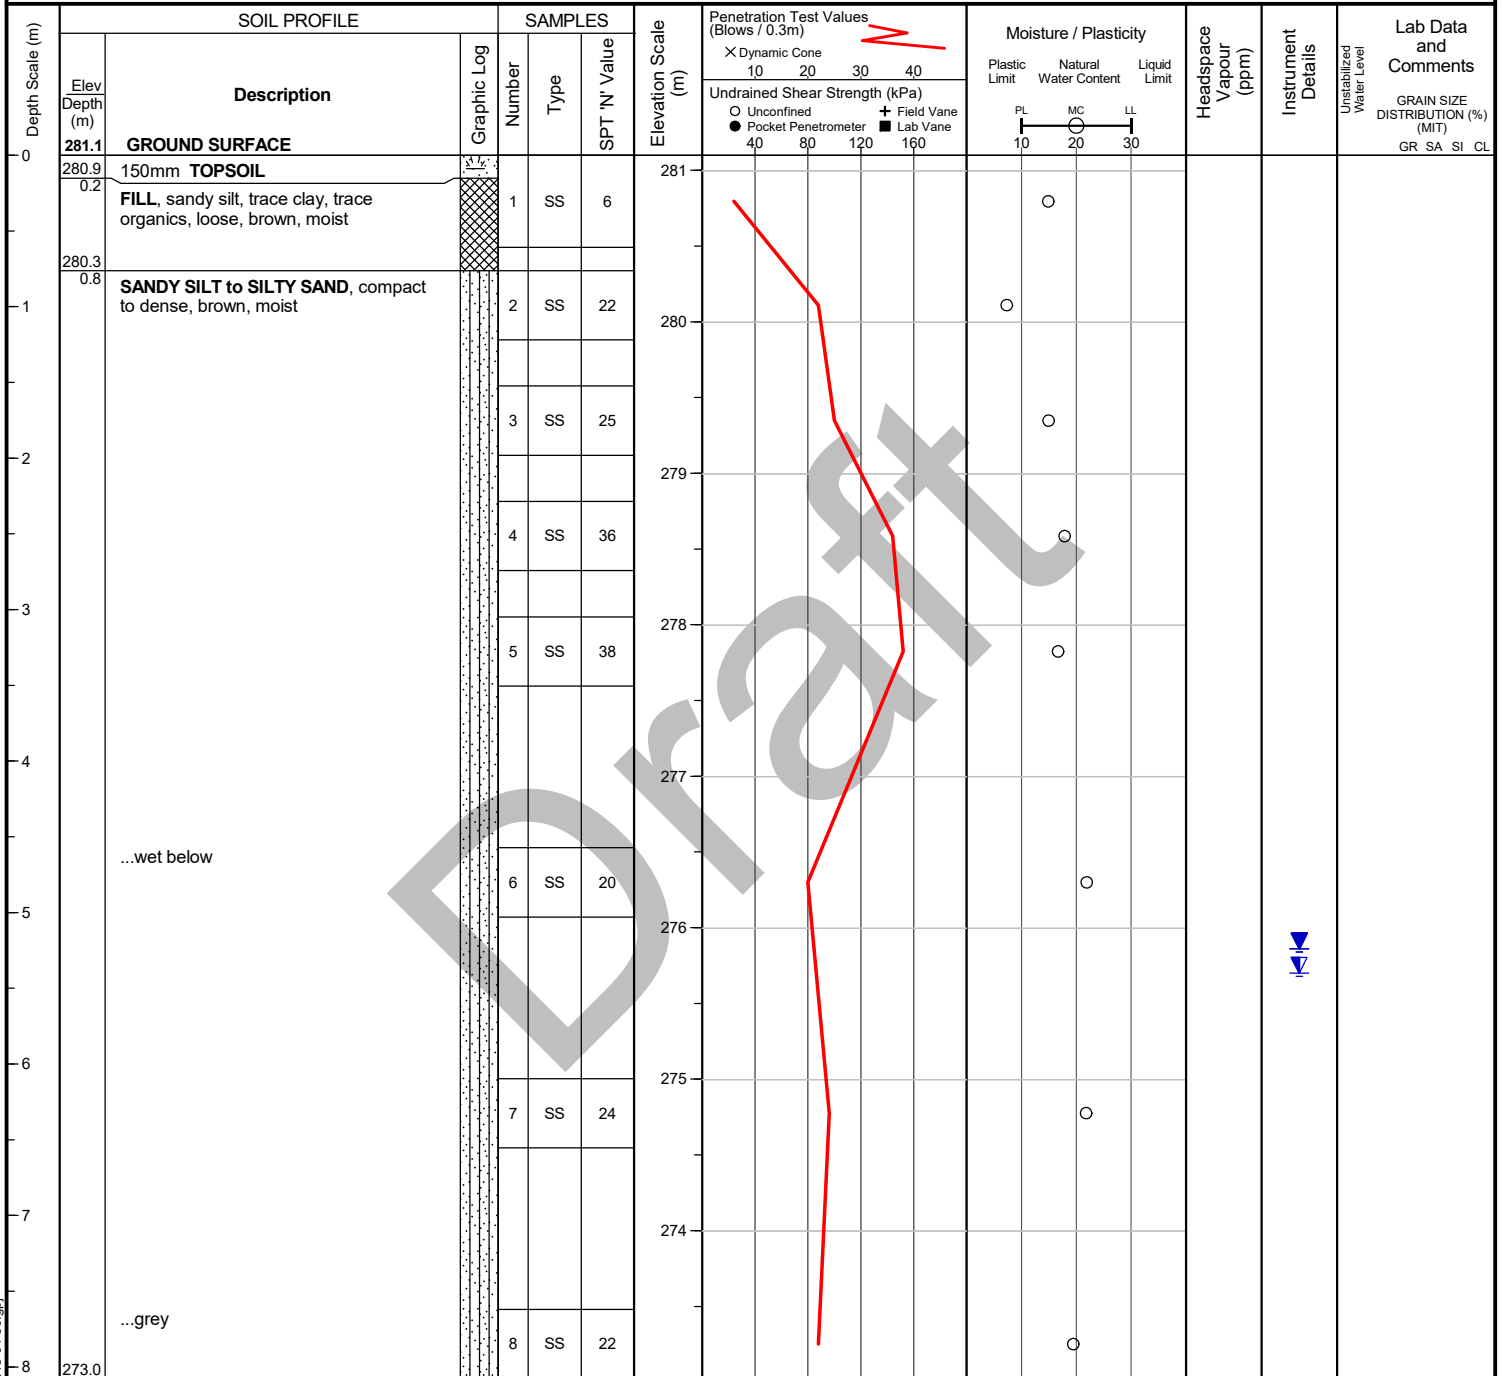 SOIL PROFILE
SAMPLES
Depth Scale (m)
Elev
Depth
(m)
Description
Graphic Log
Number
Type
SPT 'N' Value
Elevation Scale
(m)
Penetration Test Values
(Blows / 0.3m)
Dynamic Cone
10 20 30 40
Undrained Shear Strength (kPa)
Unconfined Field Vane
Pocket Penetrometer Lab Vane
40 80 120 160
Moisture / Plasticity
Plastic Natural Liquid
Limit Water Content Limit
PL MC LL
10 20 30
Headspace
Vapour
(ppm)
Instrument
Details
Unstabilized
Water Level
Lab Data
and
Comments
GRAIN SIZE
DISTRIBUTION (%)
(MIT)
GR SA SI CL
281.1 GROUND SURFACE
0
280.9 150mm TOPSOIL
281
0.2
FILL, sandy silt, trace clay, trace
organics, loose, brown, moist
1 SS 6
280.3
0.8
SANDY SILT to SILTY SAND, compact
to dense, brown, moist
1
2 SS 22
280
3 SS 25
2
279
4 SS 36
3
278
5 SS 38
4
277
...wet below
6 SS 20
5
276
6
275
7 SS 24
7
274
...grey
8 SS 22
8
273.0
Draft